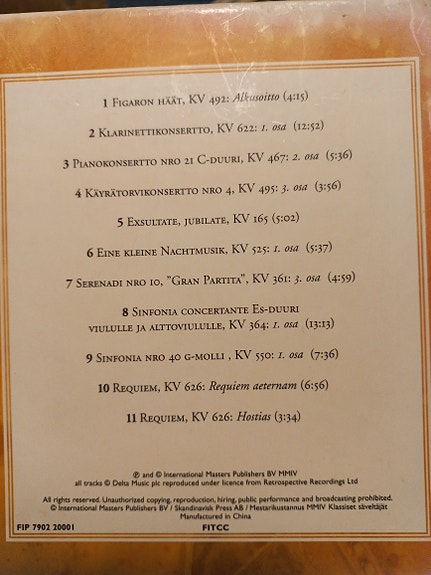 1 Figaron häät, KV 492: Alkusoitto (4:15)
2 Klarinettikonsertto, KV 622: 1. osa (12:52)
3 Pianokonsertto nro 21 C-duuri, KV 467: 2. osa (5:36)
4 Käyrätorvikonsertto nro 4, KV 495: 3. osa (3:56)
5 Exsultate, jubilate, KV 165 (5:02)
6 Eine kleine Nachtmusik, KV 525: 1. osa (5:37)
7 Serenadi nro 10, "Gran Partita", KV 361: 3. osa (4:59)
8 Sinfonia concertante Es-duuri
viululle ja alttoviululle, KV 364: 1. osa (13:13)
9 Sinfonia nro 40 g-molli , KV 550: 1. osa (7:36)
10 Requiem, KV 626: Requiem aeternam (6:56)
11 Requiem, KV 626: Hostias (3:34)
℗ and © International Masters Publishers BV MMIV
all tracks © Delta Music plc reproduced under licence from Retrospective Recordings Ltd
All rights reserved. Unauthorized copying, reproduction, hiring, public performance and broadcasting prohibited.
© International Masters Publishers BV / Skandinavisk Press AB / Mestarikustannus MMIV Klassiset säveltäjät
Manufactured in China
FIP 7902 20001 FITCC